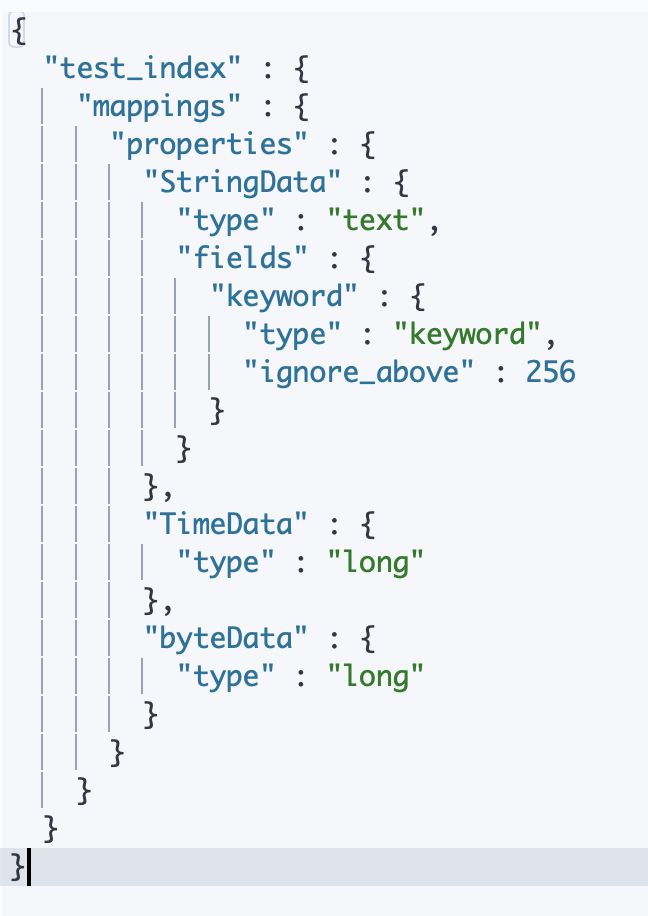 {
  "test_index" : {
    "mappings" : {
      "properties" : {
        "StringData" : {
          "type" : "text",
          "fields" : {
            "keyword" : {
              "type" : "keyword",
              "ignore_above" : 256
            }
          }
        },
        "TimeData" : {
          "type" : "long"
        },
        "byteData" : {
          "type" : "long"
        }
      }
    }
  }
}